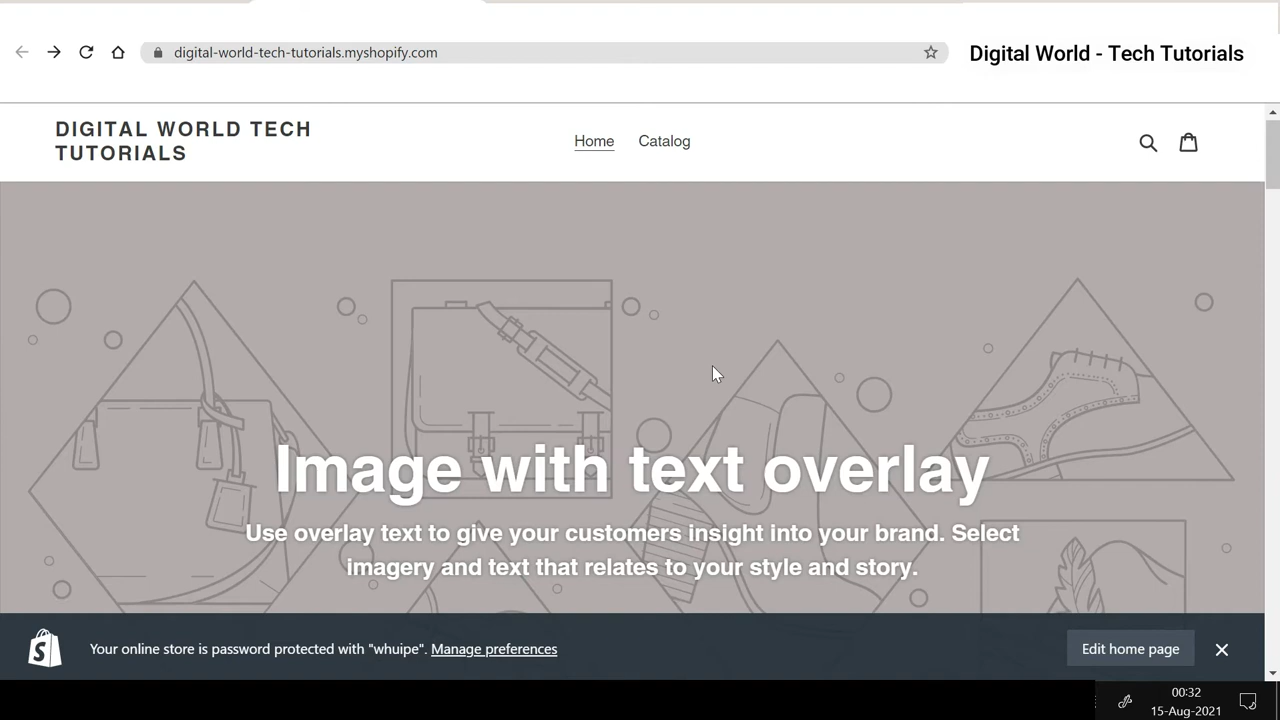 digital-world-tech-tutorials.myshopify.com
Digital World - Tech Tutorials
DIGITAL WORLD TECH
TUTORIALS
Home
Catalog
Image with text overlay
Use overlay text to give your customers insight into your brand. Select
imagery and text that relates to your style and story.
Your online store is password protected with "whuipe". Manage preferences
Edit home page
00:32
15-Aug-2021